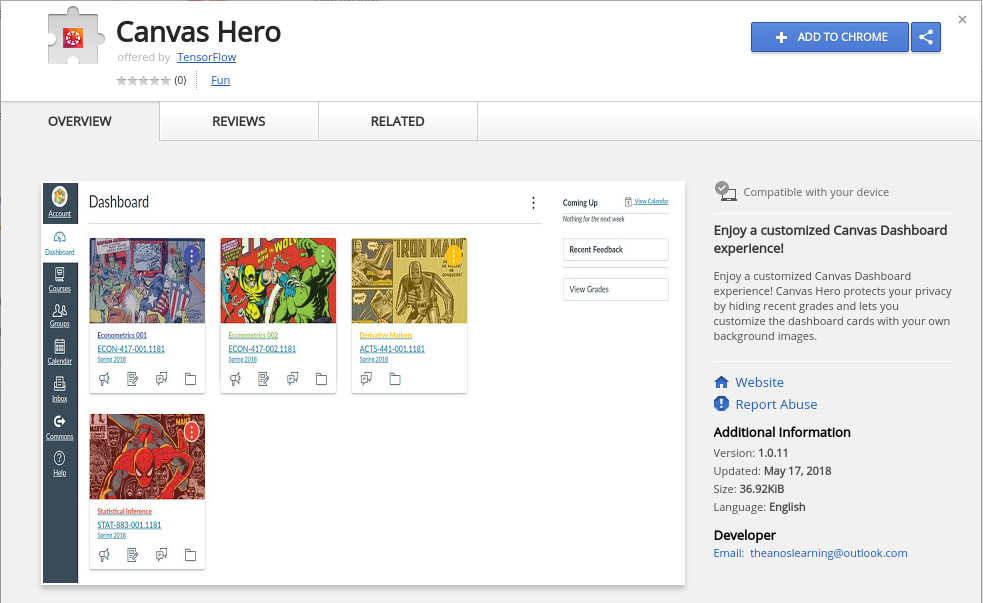 Canvas Hero
offered by TensorFlow
(0) Fun
ADD TO CHROME
OVERVIEW REVIEWS RELATED
Account
Dashboard
Courses
Groups
Calendar
Inbox
Commons
Help
Dashboard
IRON MAN
Econometrics 001
ECON-417-001.1181
Spring 2018
Econometrics 002
ECON-417-002.1181
Spring 2018
Derivative Markets
ACTS-441-001.1181
Spring 2018
Statistical Inference
STAT-883-001.1181
Spring 2018
Coming Up View Calendar
Nothing for the next week
Recent Feedback
View Grades
Compatible with your device
Enjoy a customized Canvas Dashboard
experience!
Enjoy a customized Canvas Dashboard
experience! Canvas Hero protects your privacy
by hiding recent grades and lets you
customize the dashboard cards with your own
background images.
Website
Report Abuse
Additional Information
Version: 1.0.11
Updated: May 17, 2018
Size: 36.92KiB
Language: English
Developer
Email: theanoslearning@outlook.com